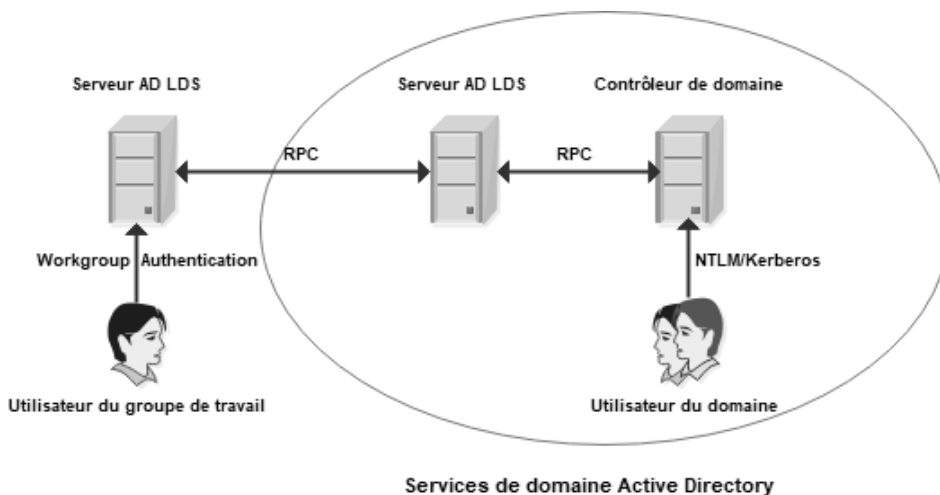 Serveur AD LDS
Serveur AD LDS
Contrôleur de domaine
RPC
RPC
Workgroup Authentication
NTLM/Kerberos
Utilisateur du groupe de travail
Utilisateur du domaine
Services de domaine Active Directory